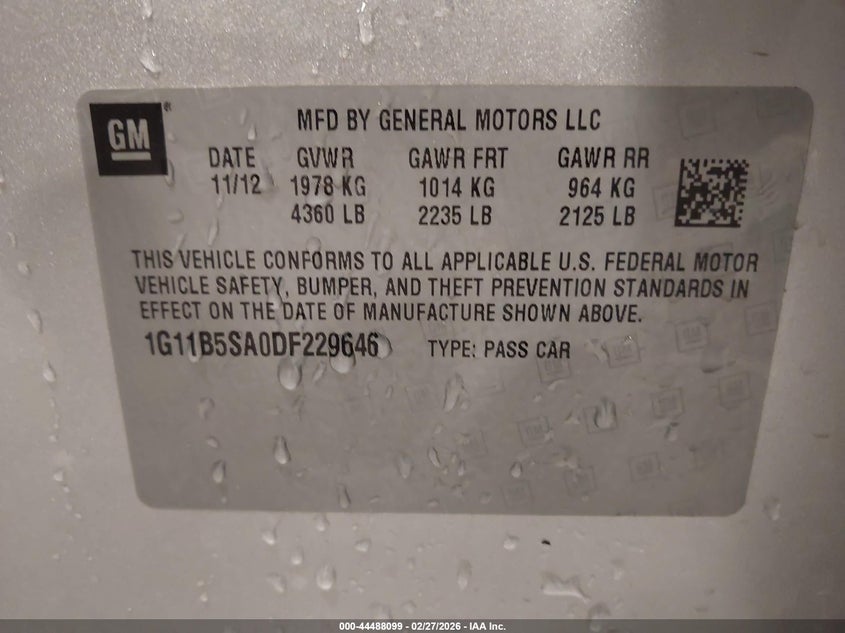 GM
MFD BY GENERAL MOTORS LLC
DATE GVWR GAWR FRT GAWR RR
11/12 1978 KG 1014 KG 964 KG
4360 LB 2235 LB 2125 LB
THIS VEHICLE CONFORMS TO ALL APPLICABLE U.S. FEDERAL MOTOR
VEHICLE SAFETY, BUMPER, AND THEFT PREVENTION STANDARDS IN
EFFECT ON THE DATE OF MANUFACTURE SHOWN ABOVE.
1G11B5SA0DF229646 TYPE: PASS CAR
000-44488099 — 02/27/2026 — IAA Inc.